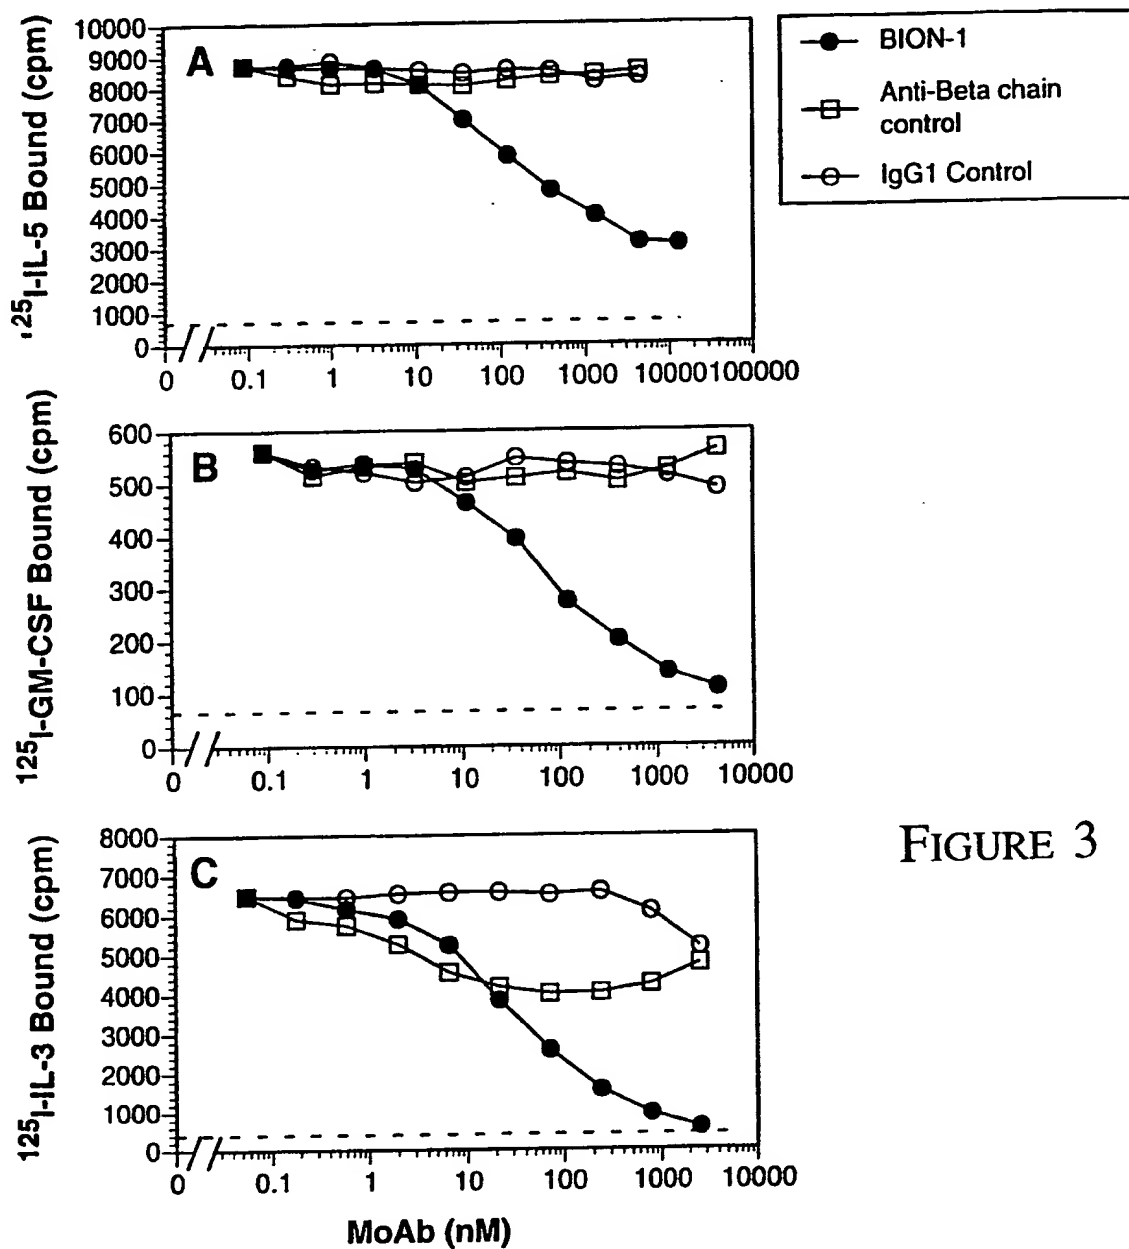 A
10000
9000
8000
7000
6000
5000
4000
3000
2000
1000
0
125I-IL-5 Bound (cpm)
0 0.1 1 10 100 1000 10000 100000
BION-1
Anti-Beta chain
control
IgG1 Control
B
600
500
400
300
200
100
0
125I-GM-CSF Bound (cpm)
0 0.1 1 10 100 1000 10000
C
8000
7000
6000
5000
4000
3000
2000
1000
0
125I-IL-3 Bound (cpm)
0 0.1 1 10 100 1000 10000
MoAb (nM)
FIGURE 3